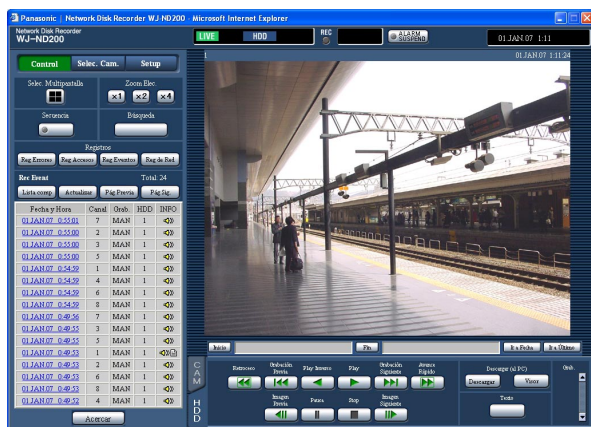 Panasonic | Network Disk Recorder WJ-ND200 - Microsoft Internet Explorer
Network Disk Recorder
WJ-ND200
LIVE
HDD
REC
ALARM
SUSPEND
01.JAN.07 1:11
Control
Selec. Cam.
Setup
1
01.JAN.07 1:11:24
Selec. Multipantalla
Zoom Elec.
×1
×2
×4
Secuencia
Búsqueda
Registros
Reg Errores
Reg Accesos
Reg Eventos
Reg de Red.
Rec Event
Total: 24
Lista comp
Actualizar
Pág Previa
Pág Sig.
Fecha y Hora Canal Grab. HDD INFO
01.JAN.07 0:55:01 7 MAN 1
01.JAN.07 0:55:00 2 MAN 1
01.JAN.07 0:55:00 3 MAN 1
01.JAN.07 0:55:00 5 MAN 1
01.JAN.07 0:54:59 1 MAN 1
01.JAN.07 0:54:59 4 MAN 1
01.JAN.07 0:54:59 6 MAN 1
01.JAN.07 0:54:59 8 MAN 1
01.JAN.07 0:49:56 7 MAN 1
01.JAN.07 0:49:55 3 MAN 1
01.JAN.07 0:49:55 5 MAN 1
01.JAN.07 0:49:53 1 MAN 1
01.JAN.07 0:49:53 2 MAN 1
01.JAN.07 0:49:53 6 MAN 1
01.JAN.07 0:49:53 8 MAN 1
01.JAN.07 0:49:52 4 MAN 1
Acercar
Inicio
Fin
Ir a Fecha
Ir a Último
CAM
HDD
Retroceso
Grabación
Previa
Play Inverso
Play
Grabación
Siguiente
Avance
Rápido
Imagen
Previa
Pausa
Stop
Imagen
Siguiente
Descargar (al PC)
Descargar
Visor
Texto
Grab.